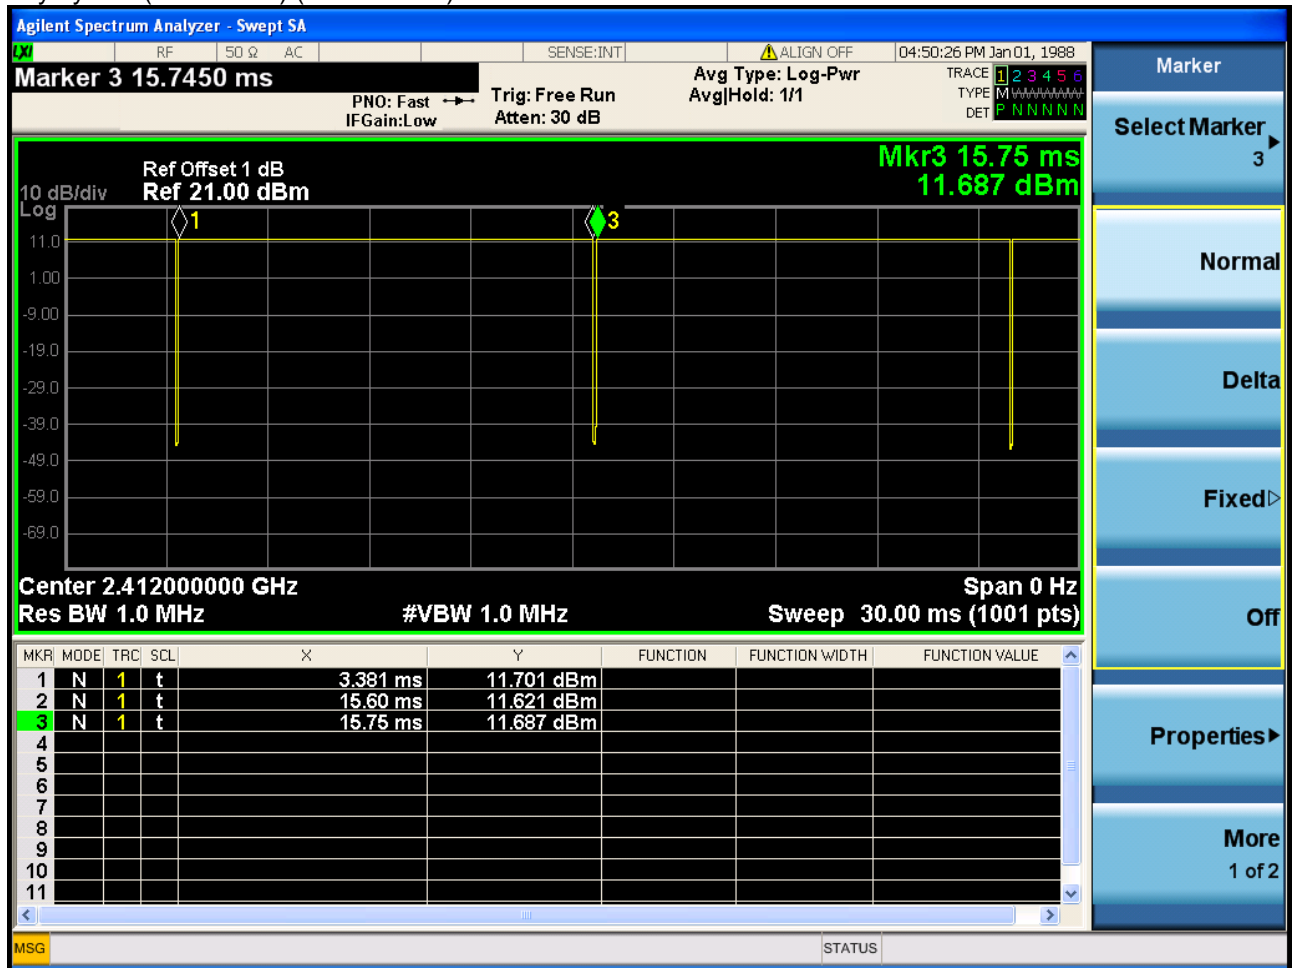 Agilent Spectrum Analyzer - Swept SA
LXI RF 50 Ω AC SENSE:INT ALIGN OFF 04:50:26 PM Jan 01, 1988
Marker 3 15.7450 ms
PNO: Fast
IFGain:Low
Trig: Free Run
Atten: 30 dB
Avg Type: Log-Pwr
Avg|Hold: 1/1
TRACE 1 2 3 4 5 6
TYPE M
DET P N N N N N
Ref Offset 1 dB
10 dB/div Ref 21.00 dBm
Log
Mkr3 15.75 ms
11.687 dBm
1
3
11.0
1.00
-9.00
-19.0
-29.0
-39.0
-49.0
-59.0
-69.0
Center 2.412000000 GHz Span 0 Hz
Res BW 1.0 MHz #VBW 1.0 MHz Sweep 30.00 ms (1001 pts)
MKR MODE TRC SCL X Y FUNCTION FUNCTION WIDTH FUNCTION VALUE
1 N 1 t 3.381 ms 11.701 dBm
2 N 1 t 15.60 ms 11.621 dBm
3 N 1 t 15.75 ms 11.687 dBm
4
5
6
7
8
9
10
11
MSG STATUS
Marker
Select Marker
3
Normal
Delta
Fixed
Off
Properties
More
1 of 2